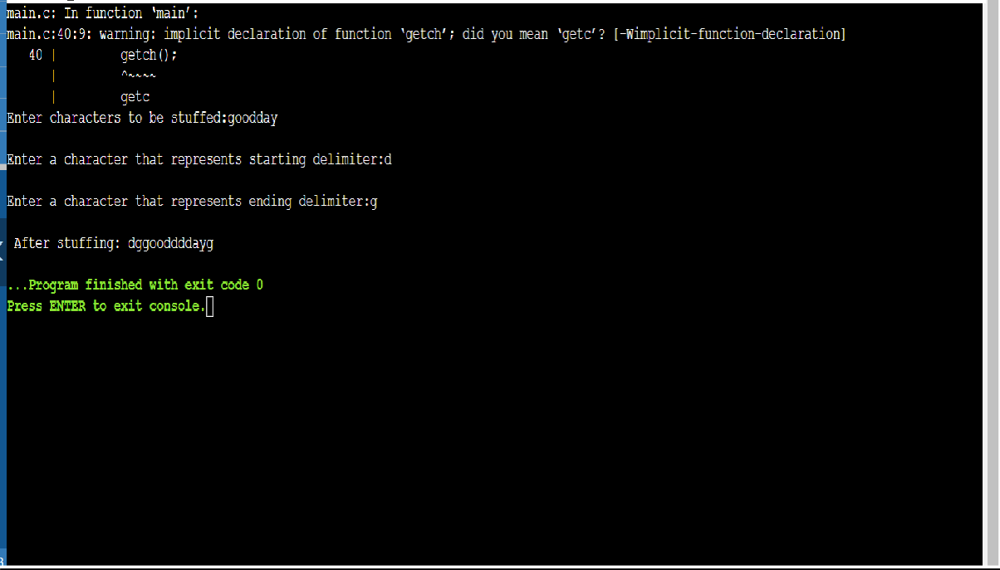 main.c: In function ‘main’:
main.c:40:9: warning: implicit declaration of function ‘getch’; did you mean ‘getc’? [-Wimplicit-function-declaration]
   40 |         getch();
      |         ^~~~~
      |         getc
Enter characters to be stuffed:goodday
Enter a character that represents starting delimiter:d
Enter a character that represents ending delimiter:g
 After stuffing: dggooddddayg
...Program finished with exit code 0
Press ENTER to exit console.